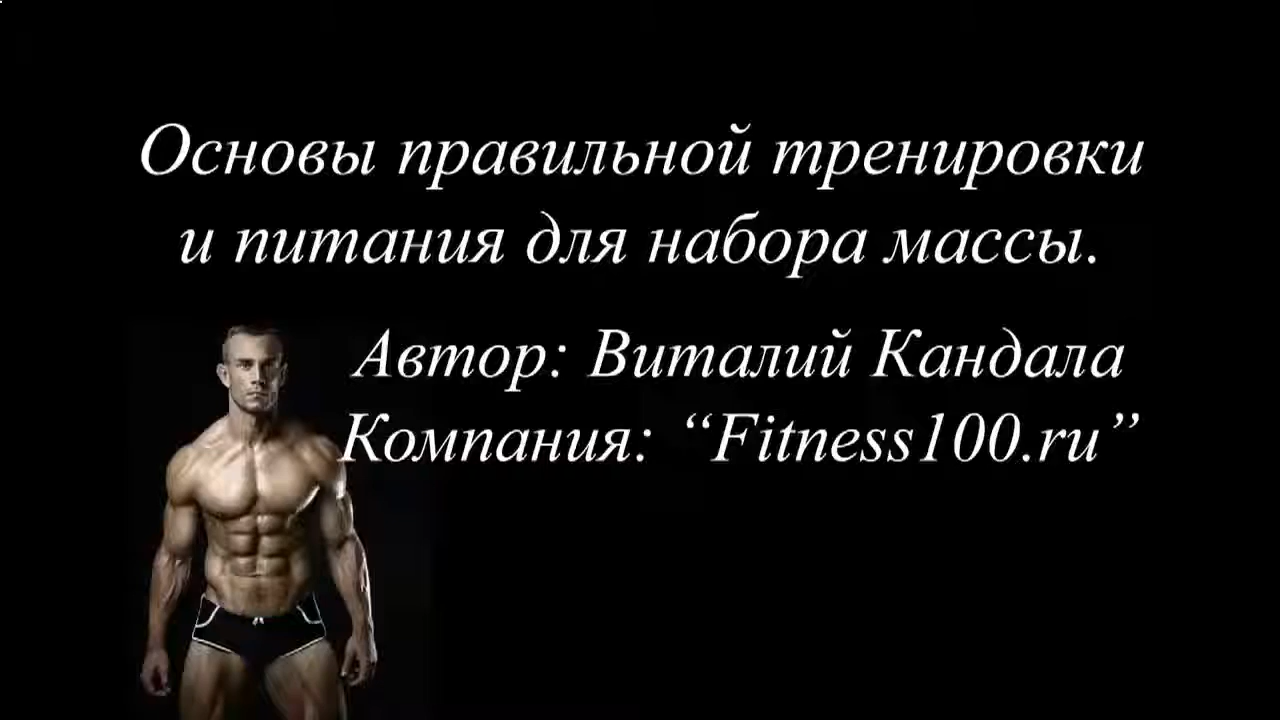 Основы правильной тренировки
и питания для набора массы.
Автор: Виталий Кандала
Компания: “Fitness100.ru”